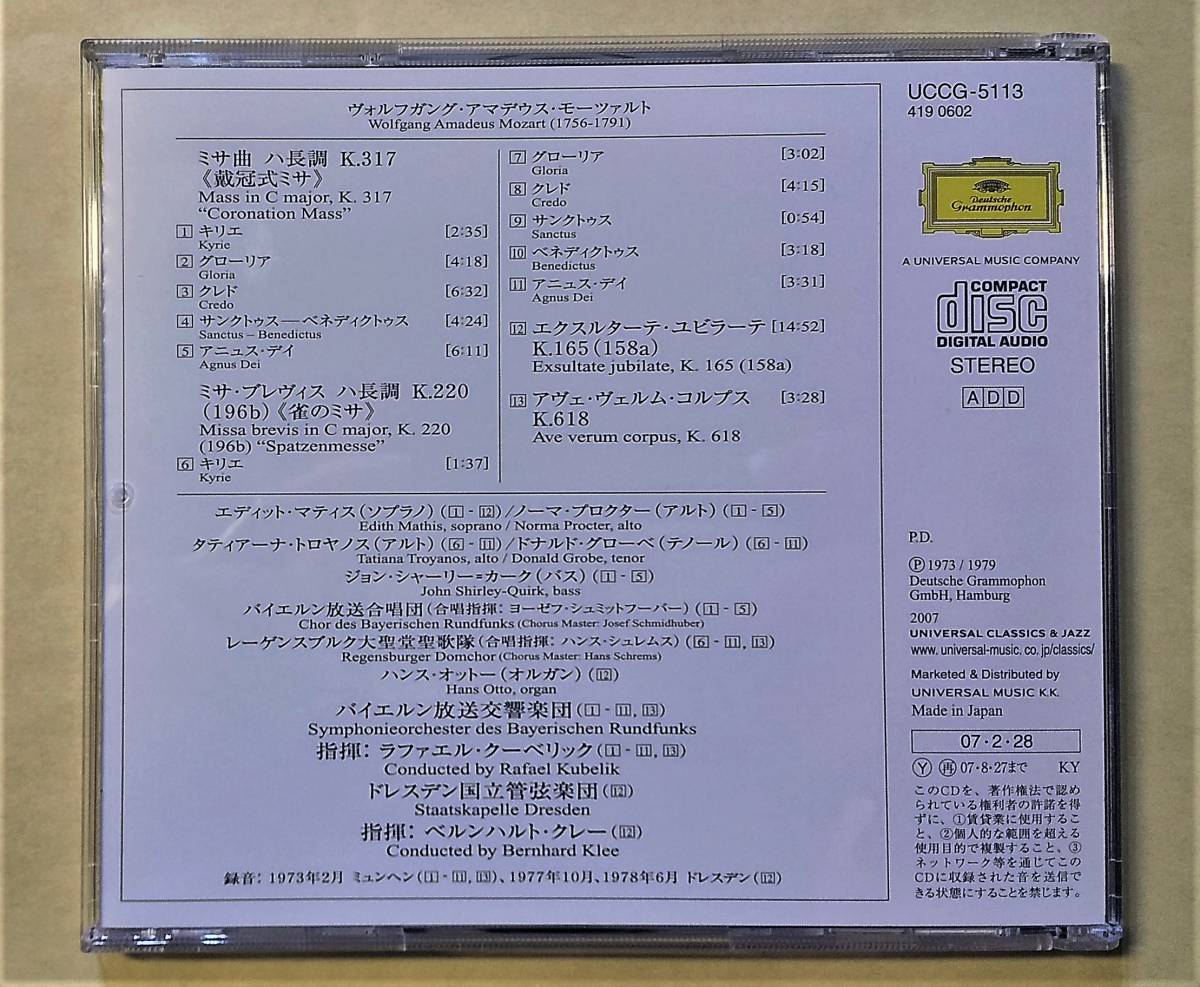 ヴォルフガング・アマデウス・モーツァルト
Wolfgang Amadeus Mozart (1756-1791)
ミサ曲 ハ長調 K.317
《戴冠式ミサ》
Mass in C major, K. 317
“Coronation Mass”
1 キリエ [2:35]
Kyrie
2 グローリア [4:18]
Gloria
3 クレド [6:32]
Credo
4 サンクトゥス―ベネディクトゥス [4:24]
Sanctus – Benedictus
5 アニュス・デイ [6:11]
Agnus Dei
ミサ・ブレヴィス ハ長調 K.220
(196b)《雀のミサ》
Missa brevis in C major, K. 220
(196b) “Spatzenmesse”
6 キリエ [1:37]
Kyrie
7 グローリア [3:02]
Gloria
8 クレド [4:15]
Credo
9 サンクトゥス [0:54]
Sanctus
10 ベネディクトゥス [3:18]
Benedictus
11 アニュス・デイ [3:31]
Agnus Dei
12 エクスルターテ・ユビラーテ [14:52]
K.165 (158a)
Exsultate jubilate, K. 165 (158a)
13 アヴェ・ヴェルム・コルプス [3:28]
K.618
Ave verum corpus, K. 618
エディット・マティス(ソプラノ) (1 - 12) / ノーマ・プロクター(アルト) (1 - 5)
Edith Mathis, soprano / Norma Procter, alto
タティアーナ・トロヤノス(アルト) (6 - 11) / ドナルド・グローベ(テノール) (6 - 11)
Tatiana Troyanos, alto / Donald Grobe, tenor
ジョン・シャーリー=カーク(バス) (1 - 5)
John Shirley-Quirk, bass
バイエルン放送合唱団(合唱指揮: ヨーゼフ・シュミットフーバー) (1 - 5)
Chor des Bayerischen Rundfunks (Chorus Master: Josef Schmidhuber)
レーゲンスブルク大聖堂聖歌隊(合唱指揮: ハンス・シュレムス) (6 - 11, 13)
Regensburger Domchor (Chorus Master: Hans Schrems)
ハンス・オットー(オルガン) (12)
Hans Otto, organ
バイエルン放送交響楽団 (1 - 11, 13)
Symphonieorchester des Bayerischen Rundfunks
指揮: ラファエル・クーベリック (1 - 11, 13)
Conducted by Rafael Kubelik
ドレスデン国立管弦楽団 (12)
Staatskapelle Dresden
指揮: ベルンハルト・クレー (12)
Conducted by Bernhard Klee
録音: 1973年2月 ミュンヘン (1 - 11, 13)、1977年10月、1978年6月 ドレスデン (12)
UCCG-5113
419 0602
Deutsche
Grammophon
A UNIVERSAL MUSIC COMPANY
COMPACT
disc
DIGITAL AUDIO
STEREO
ADD
P.D.
Ⓟ 1973 / 1979
Deutsche Grammophon
GmbH, Hamburg
2007
UNIVERSAL CLASSICS & JAZZ
www. universal-music. co. jp/classics/
Marketed & Distributed by
UNIVERSAL MUSIC K.K.
Made in Japan
07・2・28
Ⓨ 再 07・8・27まで KY
このCDを、著作権法で認め
られている権利者の許諾を得
ずに、①賃貸業に使用するこ
と、②個人的な範囲を超える
使用目的で複製すること、③
ネットワーク等を通じてこの
CDに収録された音を送信で
きる状態にすることを禁じます。